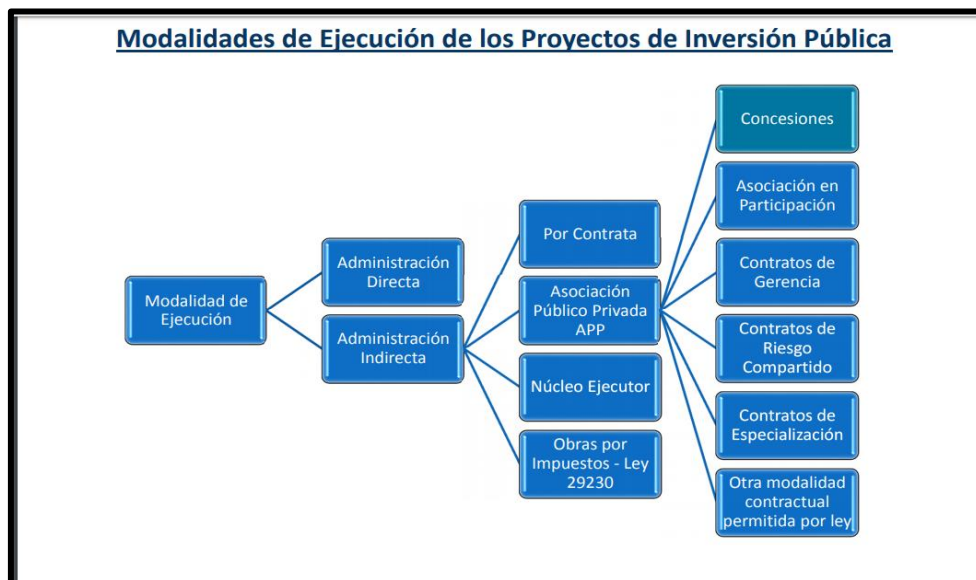 Modalidades de Ejecución de los Proyectos de Inversión Pública
Modalidad de
Ejecución
Administración
Directa
Administración
Indirecta
Por Contrata
Asociación
Público Privada
APP
Núcleo Ejecutor
Obras por
Impuestos - Ley
29230
Concesiones
Asociación en
Participación
Contratos de
Gerencia
Contratos de
Riesgo
Compartido
Contratos de
Especialización
Otra modalidad
contractual
permitida por ley